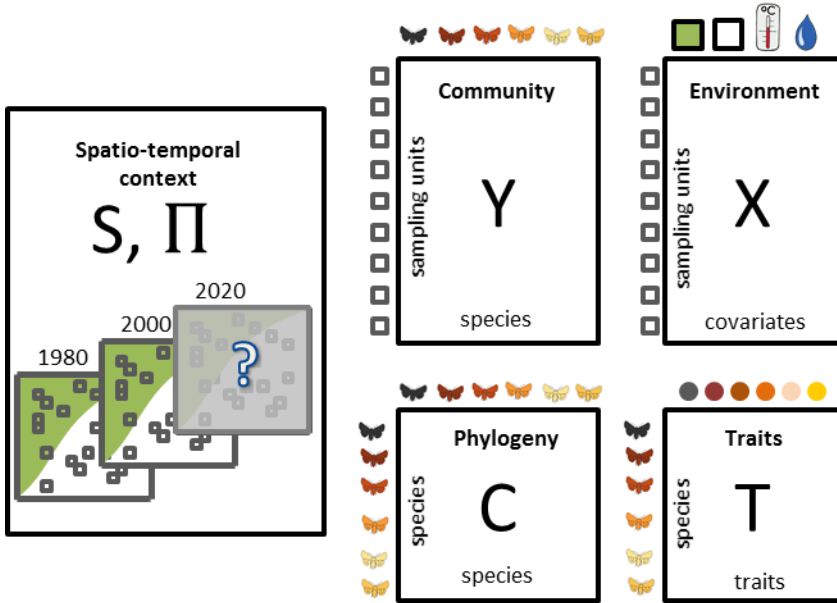 Spatio-temporal
context
S, Π
1980
2000
2020
?
Community
sampling units
Y
species
°C
Environment
sampling units
X
covariates
Phylogeny
species
C
species
Traits
species
T
traits